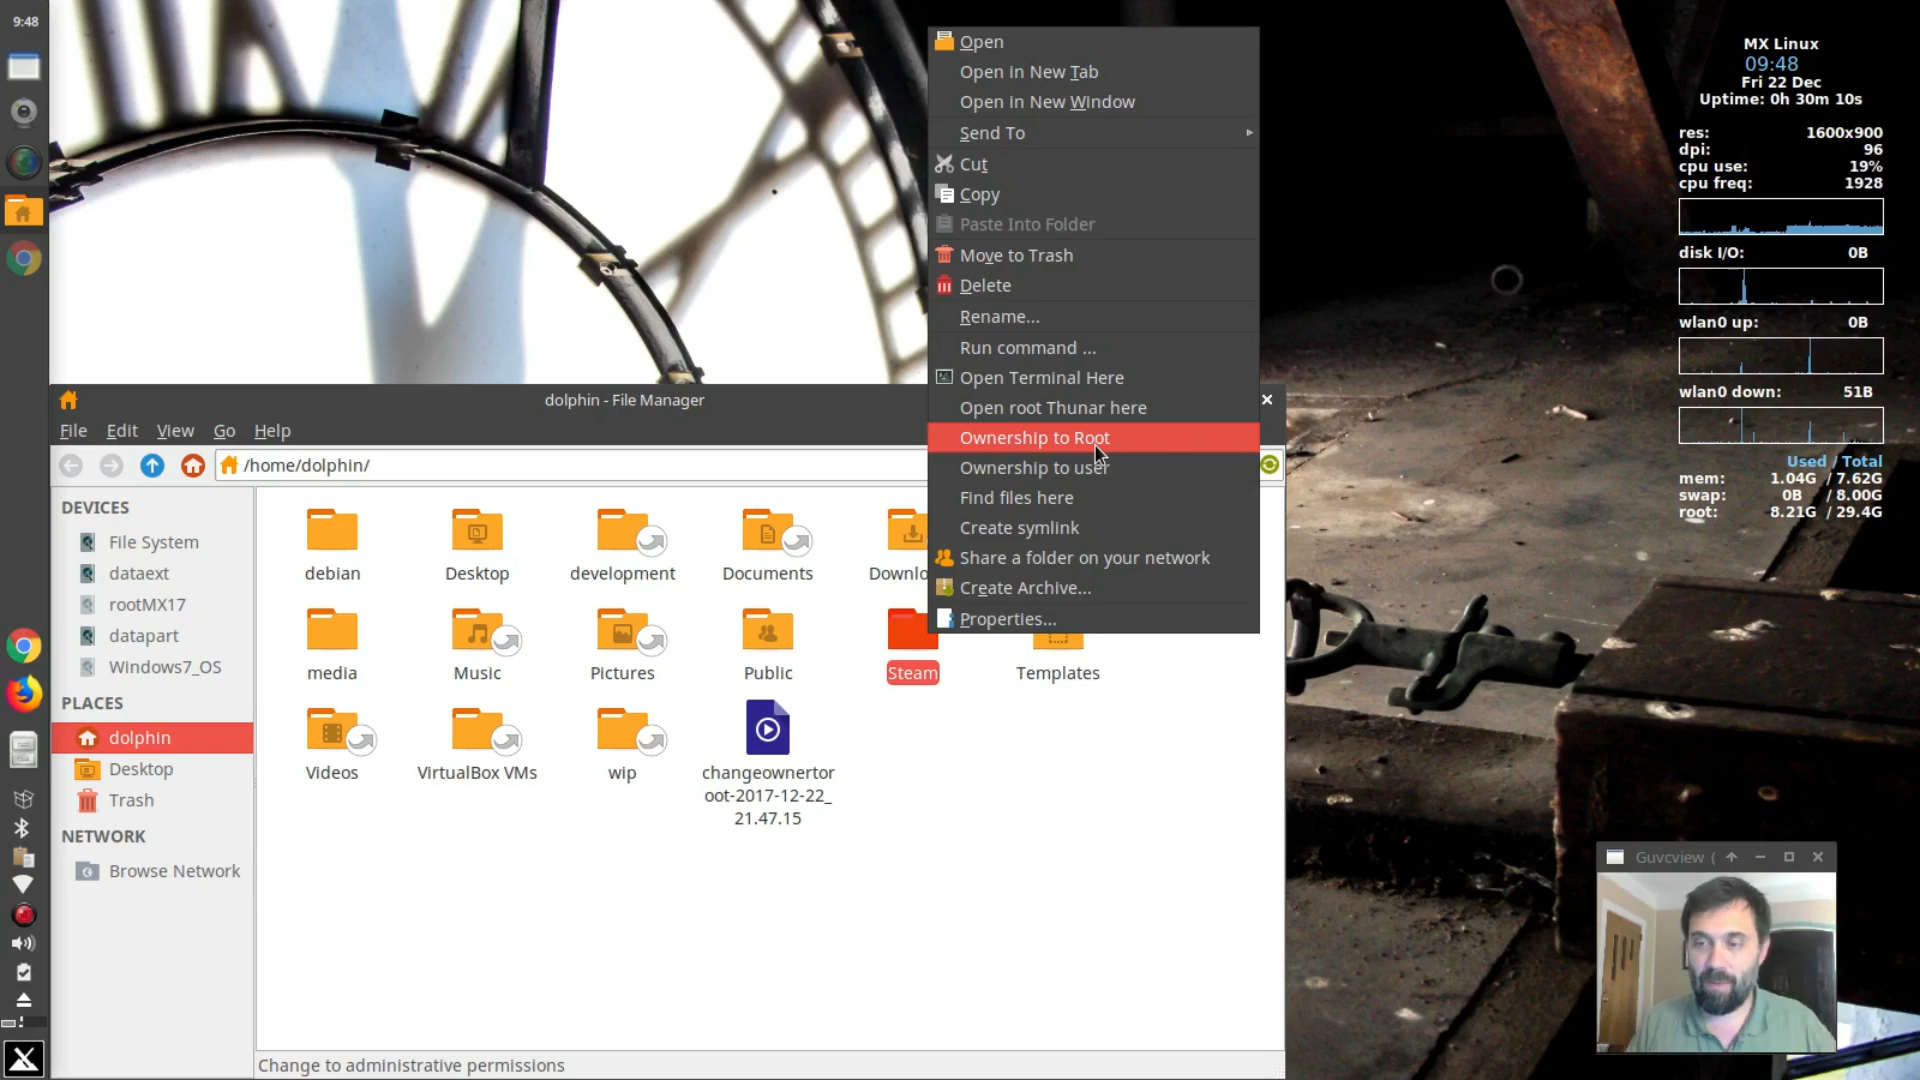 9:48
Open
Open in New Tab
Open in New Window
Send To
Cut
Copy
Paste Into Folder
Move to Trash
Delete
Rename...
Run command ...
Open Terminal Here
Open root Thunar here
Ownership to Root
Ownership to user
Find files here
Create symlink
Share a folder on your network
Create Archive...
Properties...
MX Linux
09:48
Fri 22 Dec
Uptime: 0h 30m 10s
res: 1600x900
dpi: 96
cpu use: 19%
cpu freq: 1928
disk I/O: 0B
wlan0 up: 0B
wlan0 down: 51B
Used / Total
mem: 1.04G / 7.62G
swap: 0B / 8.00G
root: 8.21G / 29.4G
dolphin - File Manager
File Edit View Go Help
/home/dolphin/
DEVICES
File System
dataext
rootMX17
datapart
Windows7_OS
PLACES
dolphin
Desktop
Trash
NETWORK
Browse Network
debian Desktop development Documents Downlo
media Music Pictures Public Steam Templates
Videos VirtualBox VMs wip changeownertor
oot-2017-12-22_
21.47.15
Change to administrative permissions
Guvcview (